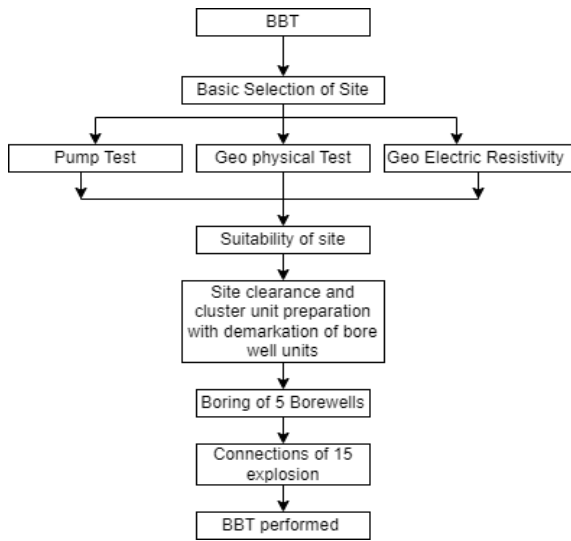 BBT
Basic Selection of Site
Pump Test
Geo physical Test
Geo Electric Resistivity
Suitability of site
Site clearance and
cluster unit preparation
with demarkation of bore
well units
Boring of 5 Borewells
Connections of 15
explosion
BBT performed